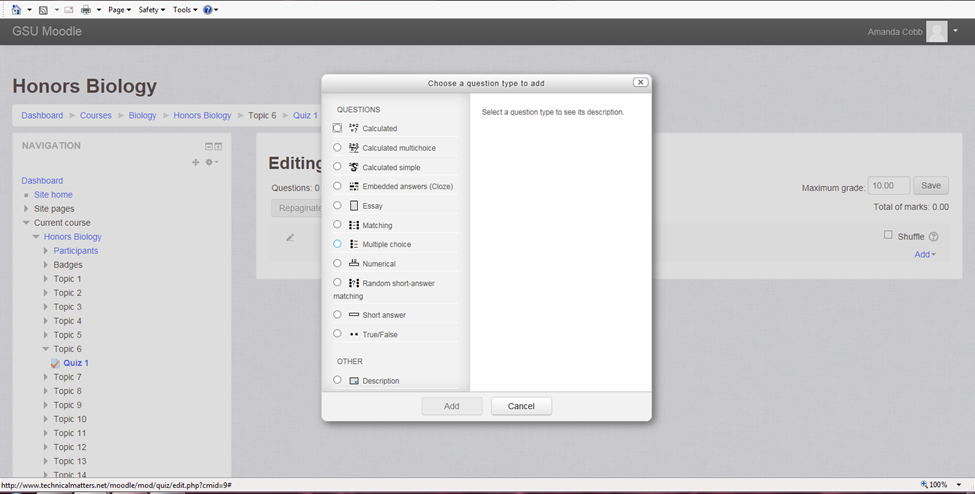 Page
Safety
Tools
GSU Moodle
Amanda Cobb
Honors Biology
Dashboard
Courses
Biology
Honors Biology
Topic 6
Quiz 1
NAVIGATION
Dashboard
Site home
Site pages
Current course
Honors Biology
Participants
Badges
Topic 1
Topic 2
Topic 3
Topic 4
Topic 5
Topic 6
Quiz 1
Topic 7
Topic 8
Topic 9
Topic 10
Topic 11
Topic 12
Topic 13
Topic 14
Editing
Questions: 0
Repaginate
Choose a question type to add
QUESTIONS
Calculated
Calculated multichoice
Calculated simple
Embedded answers (Cloze)
Essay
Matching
Multiple choice
Numerical
Random short-answer
matching
Short answer
True/False
OTHER
Description
Select a question type to see its description.
Add
Cancel
Maximum grade: 10.00 Save
Total of marks: 0.00
Shuffle
Add
http://www.technicalmatters.net/moodle/mod/quiz/edit.php?cmid=9#
100%